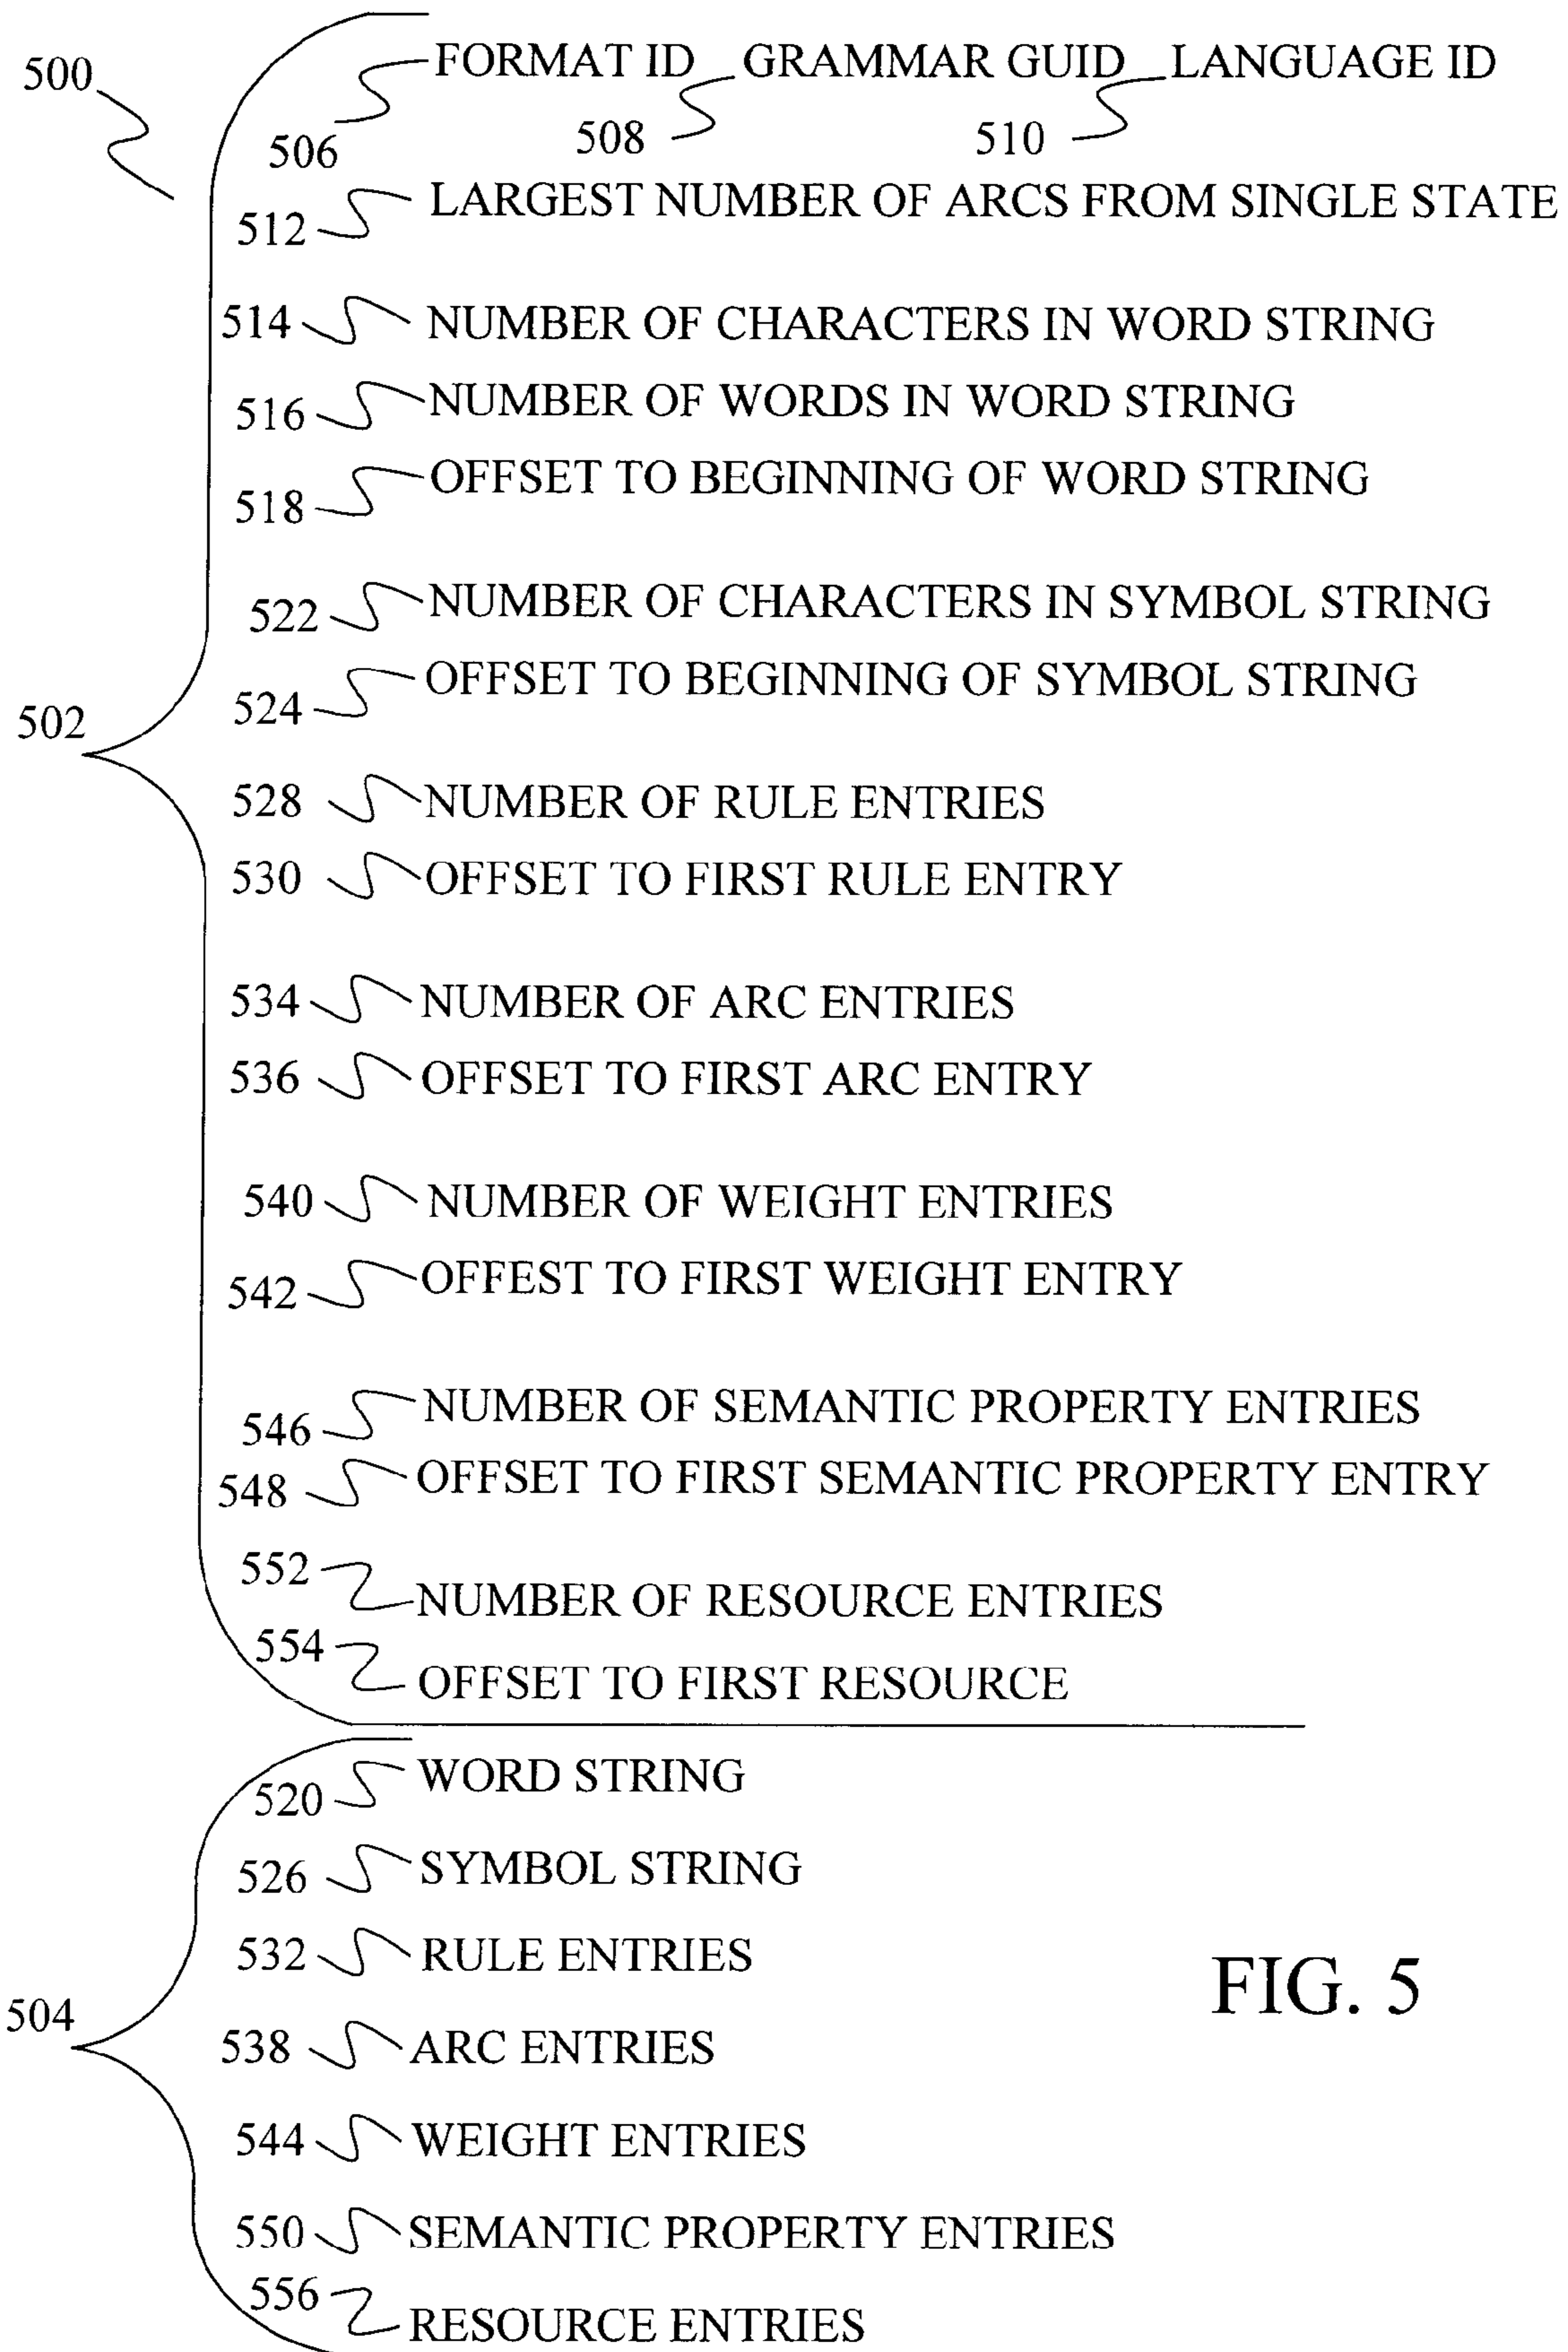 500
FORMAT ID GRAMMAR GUID LANGUAGE ID
506 508 510
512 LARGEST NUMBER OF ARCS FROM SINGLE STATE
514 NUMBER OF CHARACTERS IN WORD STRING
516 NUMBER OF WORDS IN WORD STRING
518 OFFSET TO BEGINNING OF WORD STRING
522 NUMBER OF CHARACTERS IN SYMBOL STRING
524 OFFSET TO BEGINNING OF SYMBOL STRING
502
528 NUMBER OF RULE ENTRIES
530 OFFSET TO FIRST RULE ENTRY
534 NUMBER OF ARC ENTRIES
536 OFFSET TO FIRST ARC ENTRY
540 NUMBER OF WEIGHT ENTRIES
542 OFFEST TO FIRST WEIGHT ENTRY
546 NUMBER OF SEMANTIC PROPERTY ENTRIES
548 OFFSET TO FIRST SEMANTIC PROPERTY ENTRY
552 NUMBER OF RESOURCE ENTRIES
554 OFFSET TO FIRST RESOURCE
520 WORD STRING
526 SYMBOL STRING
532 RULE ENTRIES
FIG. 5
504
538 ARC ENTRIES
544 WEIGHT ENTRIES
550 SEMANTIC PROPERTY ENTRIES
556 RESOURCE ENTRIES